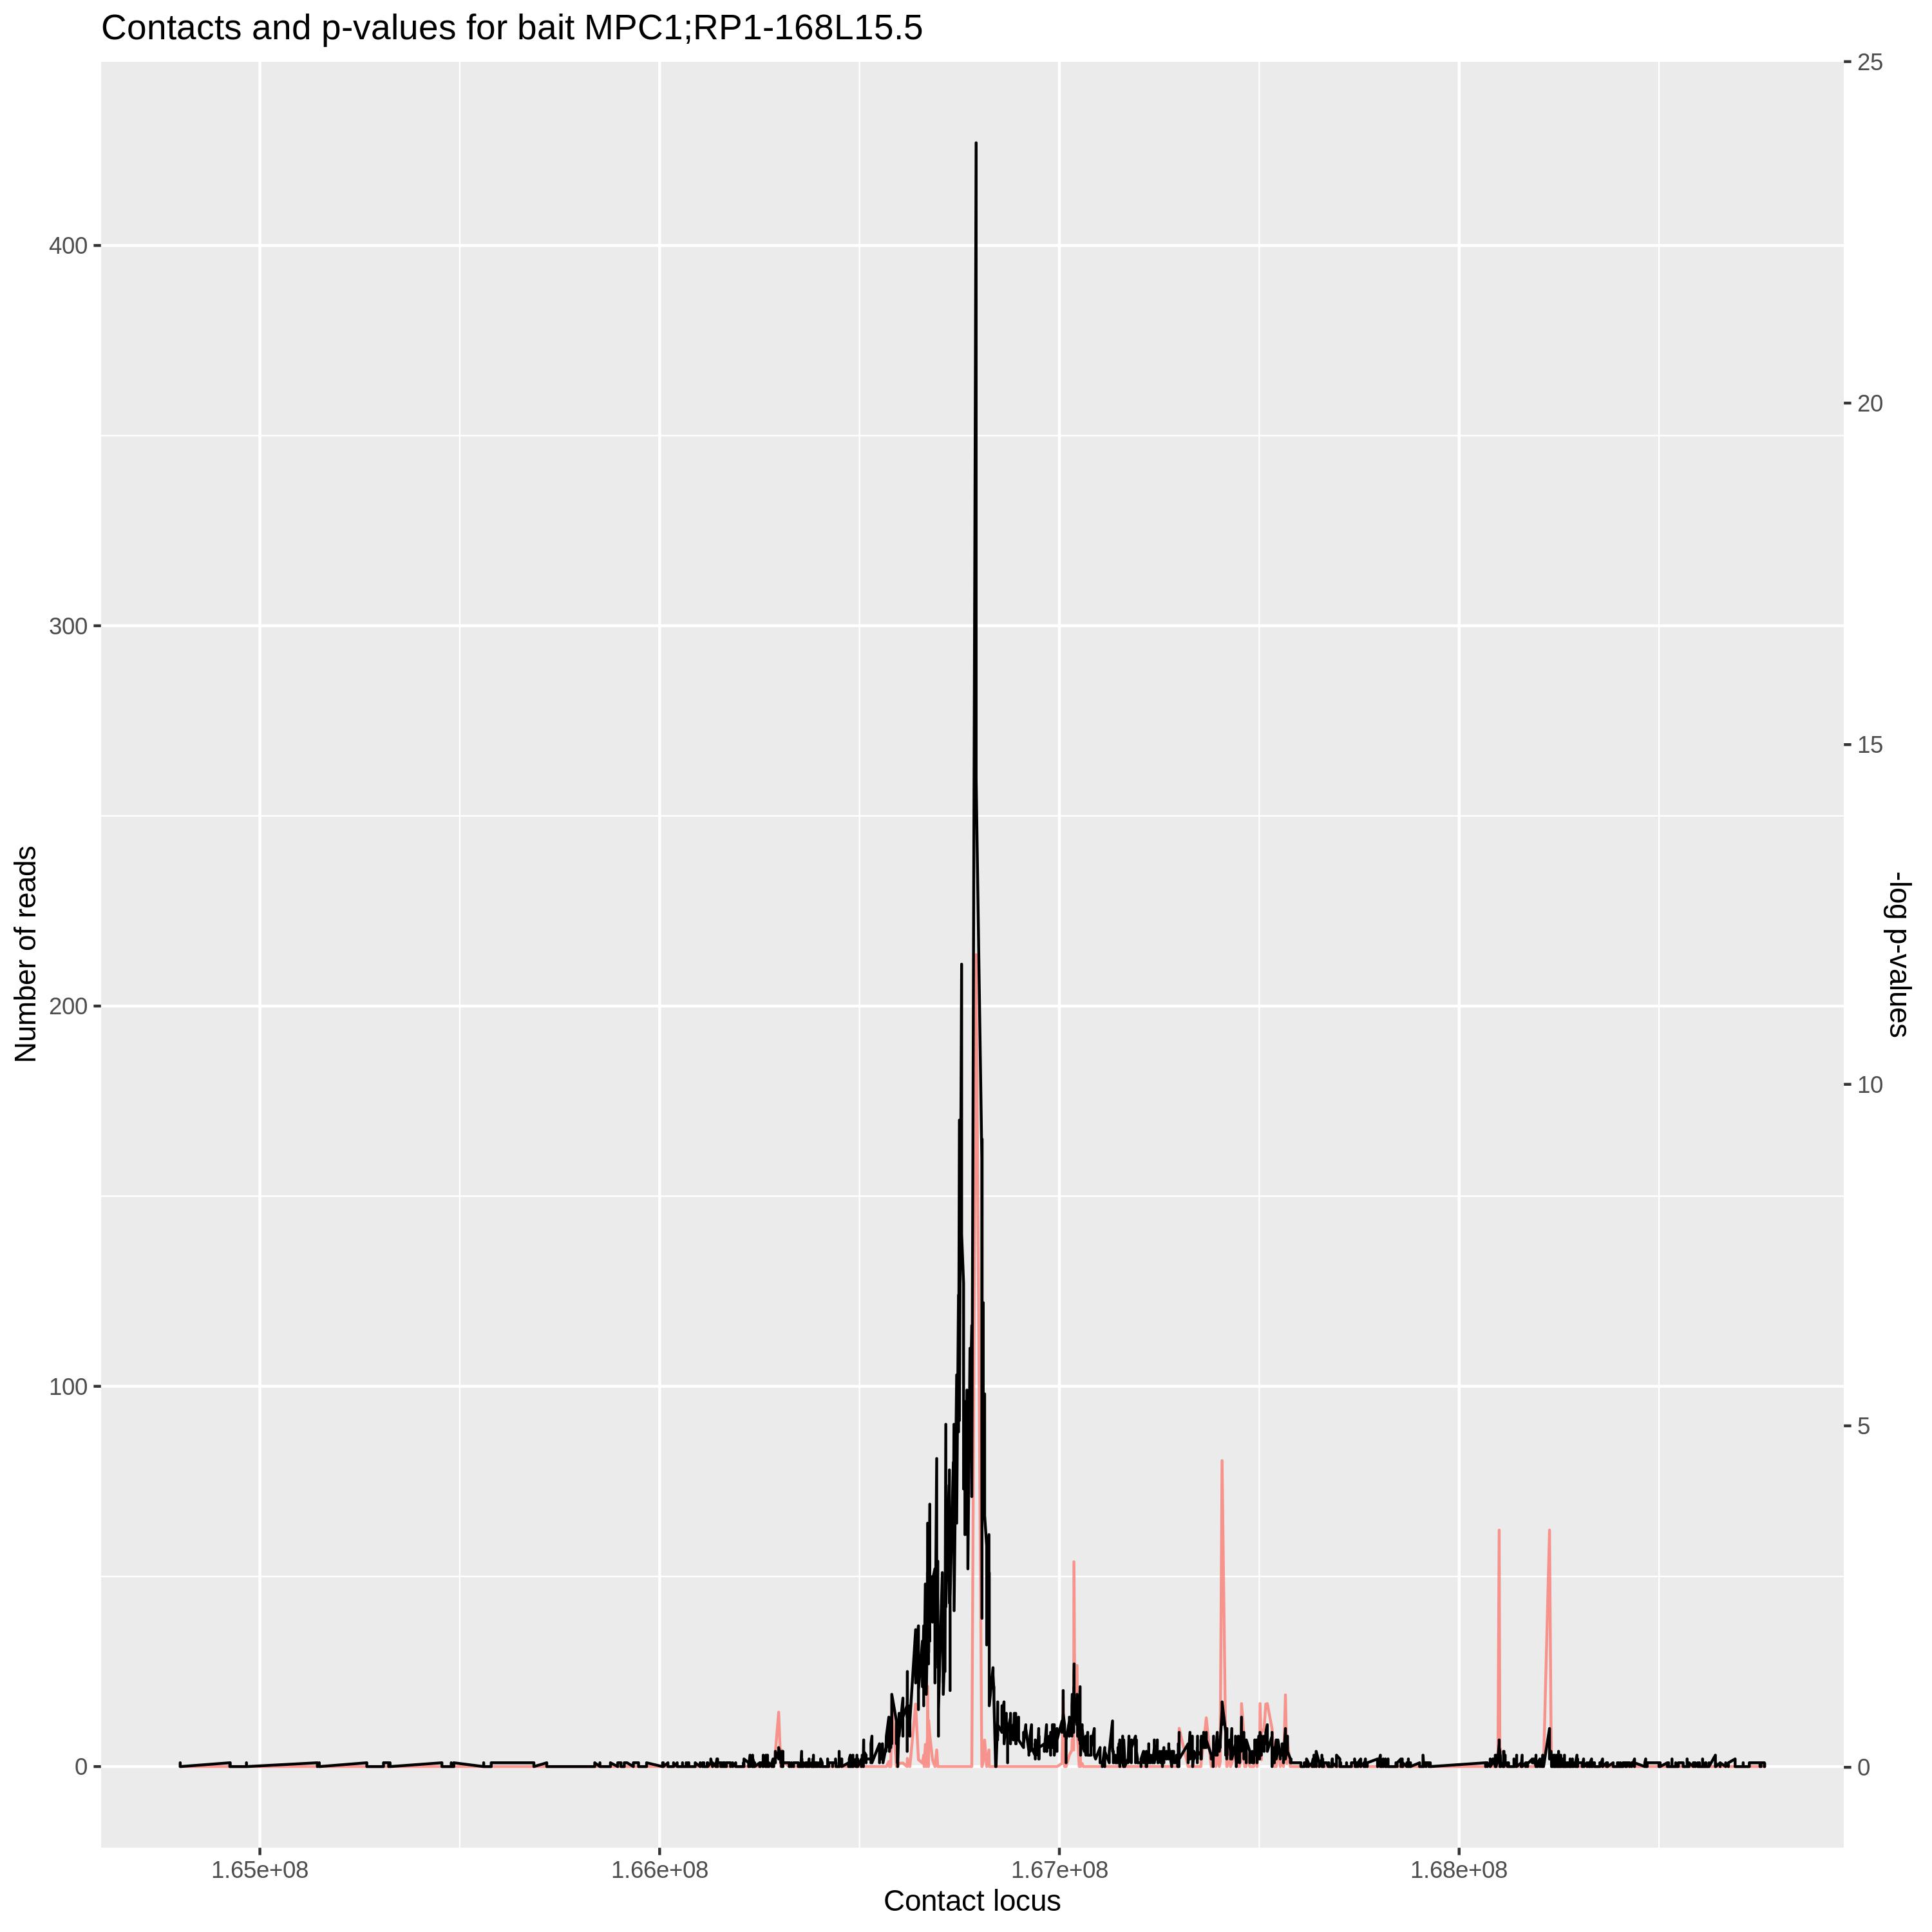 Contacts and p-values for bait MPC1;RP1-168L15.5
400
300
200
100
0
Number of reads
25
20
15
10
5
0
-log p-values
1.65e+08
1.66e+08
1.67e+08
1.68e+08
Contact locus